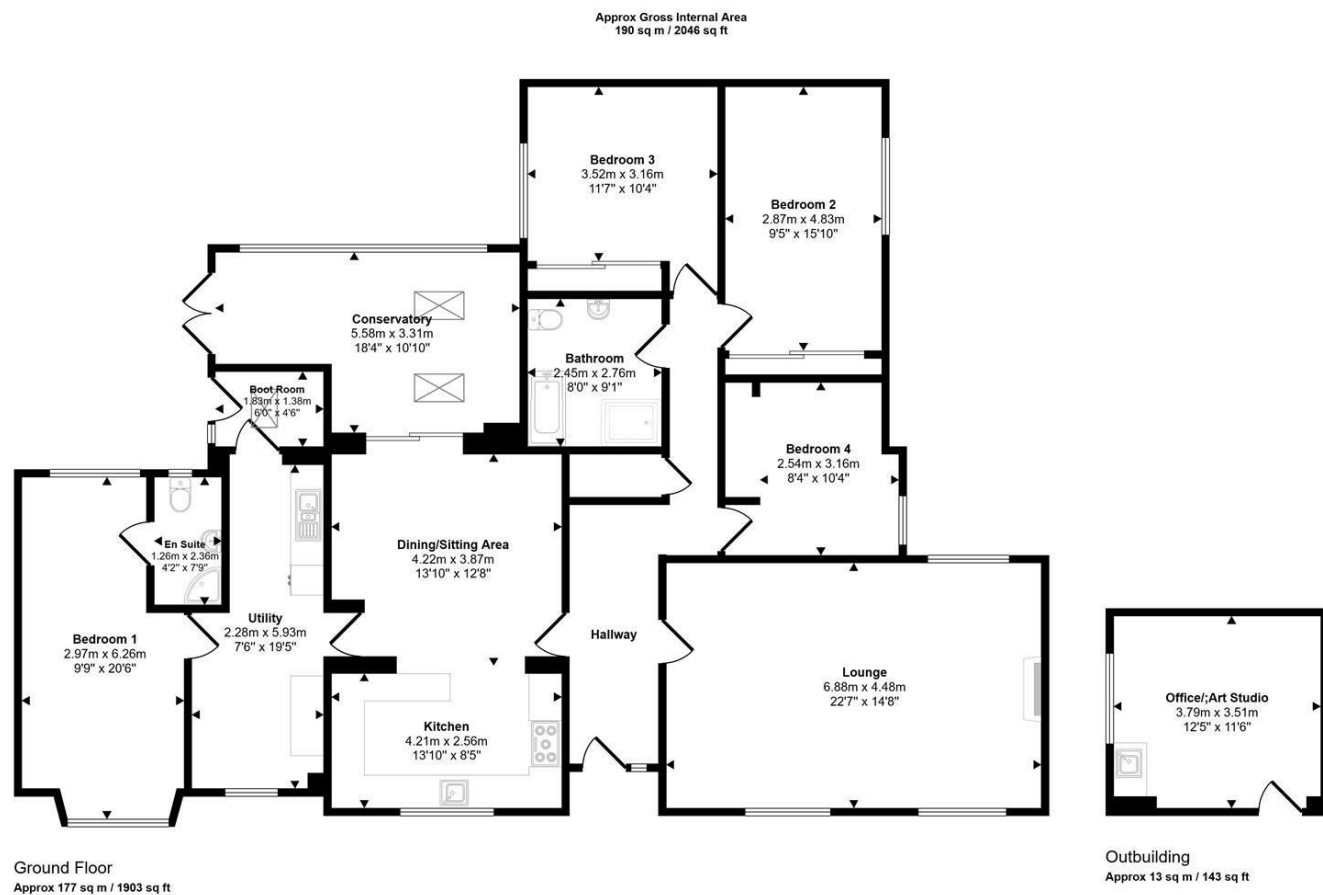 Approx Gross Internal Area
190 sq m / 2046 sq ft
Bedroom 3
3.52m x 3.16m
11'7" x 10'4"
Bedroom 2
2.87m x 4.83m
9'5" x 15'10"
Conservatory
5.58m x 3.31m
18'4" x 10'10"
Bathroom
2.45m x 2.76m
8'0" x 9'1"
Boot Room
1.83m x 1.38m
6'0" x 4'6"
Bedroom 4
2.54m x 3.16m
8'4" x 10'4"
En Suite
1.26m x 2.36m
4'2" x 7'9"
Dining/Sitting Area
4.22m x 3.87m
13'10" x 12'8"
Utility
2.28m x 5.93m
7'6" x 19'5"
Bedroom 1
2.97m x 6.26m
9'9" x 20'6"
Hallway
Lounge
6.88m x 4.48m
22'7" x 14'8"
Kitchen
4.21m x 2.56m
13'10" x 8'5"
Office/;Art Studio
3.79m x 3.51m
12'5" x 11'6"
Ground Floor
Approx 177 sq m / 1903 sq ft
Outbuilding
Approx 13 sq m / 143 sq ft